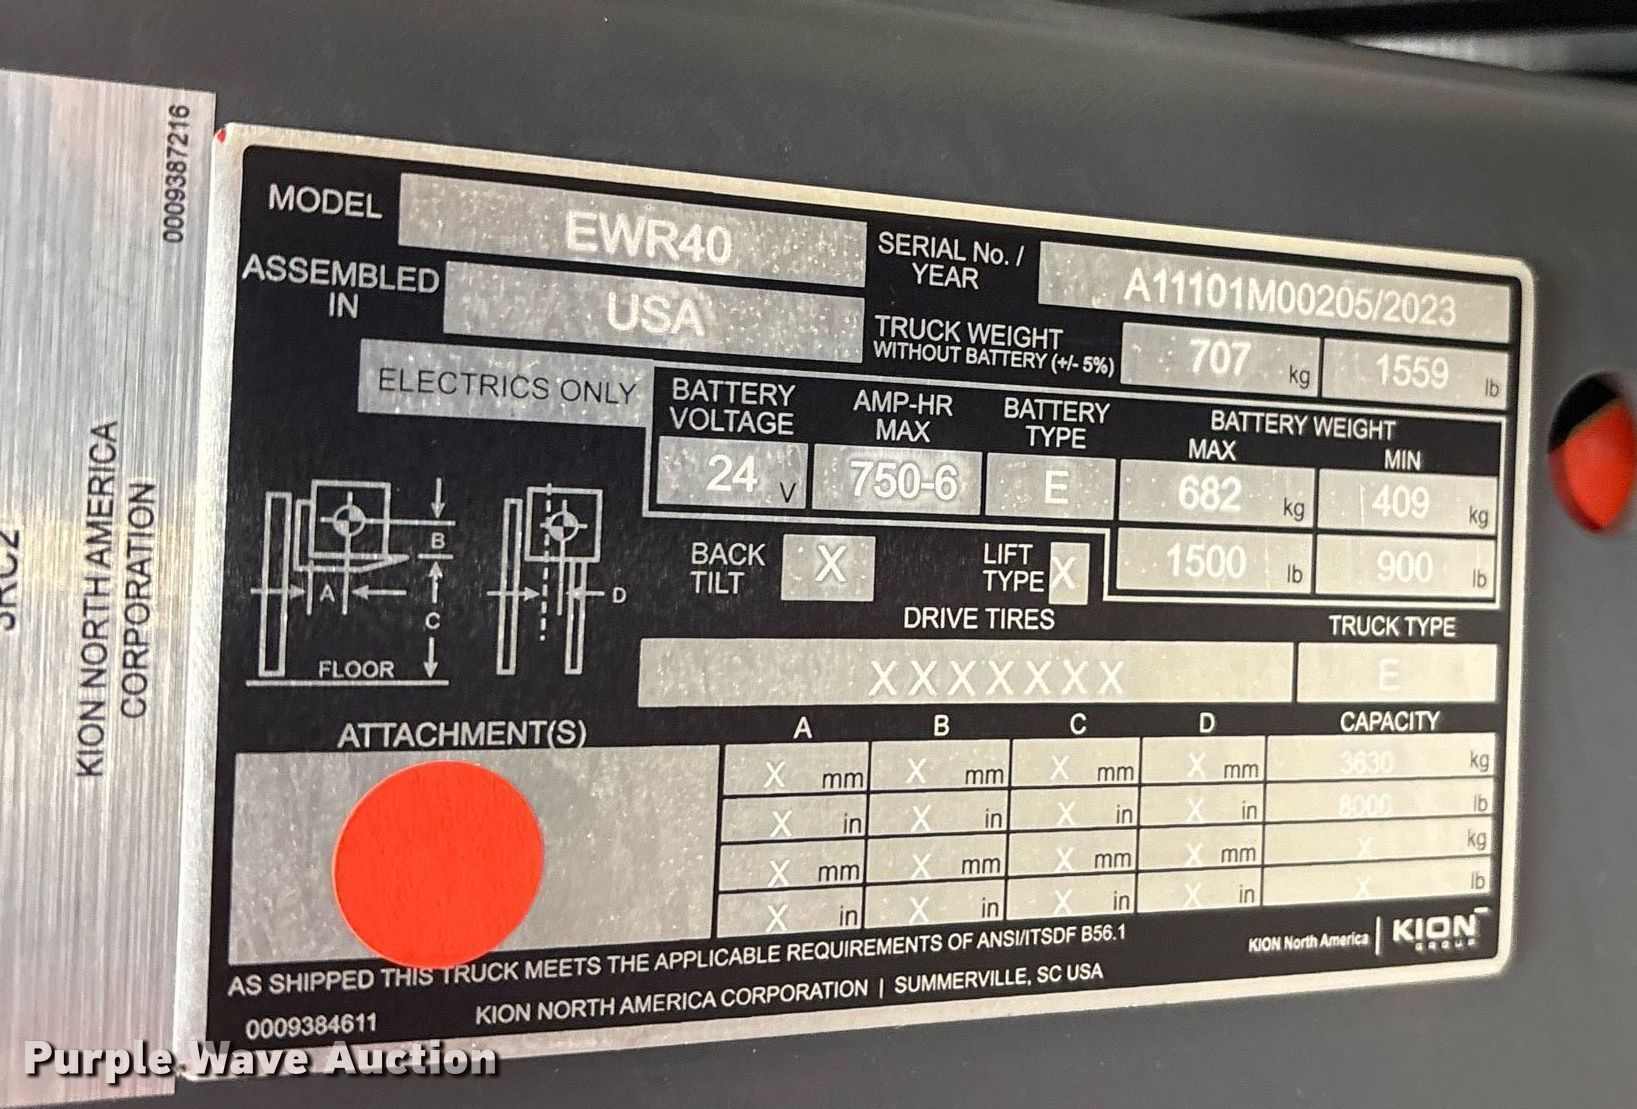 0009387216
KION NORTH AMERICA
CORPORATION
MODEL EWR40
SERIAL No. / YEAR A11101M00205/2023
ASSEMBLED IN USA
TRUCK WEIGHT WITHOUT BATTERY (+/- 5%) 707 kg 1559 lb
ELECTRICS ONLY
BATTERY VOLTAGE AMP-HR MAX BATTERY TYPE BATTERY WEIGHT
MAX MIN
24 V 750-6 E 682 kg 409 kg
1500 lb 900 lb
BACK TILT X LIFT TYPE X
A B C D
FLOOR
DRIVE TIRES TRUCK TYPE
XXXXXXX E
ATTACHMENT(S) A B C D CAPACITY
X mm X mm X mm X mm 3630 kg
X in X in X in X in 8000 lb
X mm X mm X mm X mm X kg
X in X in X in X in X lb
AS SHIPPED THIS TRUCK MEETS THE APPLICABLE REQUIREMENTS OF ANSI/ITSDF B56.1
KION North America | KION GROUP
0009384611 KION NORTH AMERICA CORPORATION | SUMMERVILLE, SC USA
Purple Wave Auction